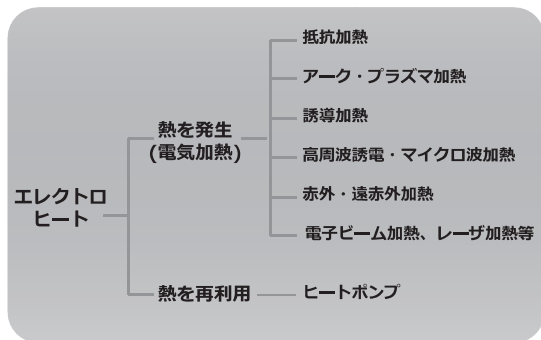 抵抗加熱
アーク・プラズマ加熱
熱を発生
(電気加熱)
誘導加熱
高周波誘電・マイクロ波加熱
エレクトロ
ヒート
赤外・遠赤外加熱
電子ビーム加熱、レーザ加熱等
熱を再利用
ヒートポンプ